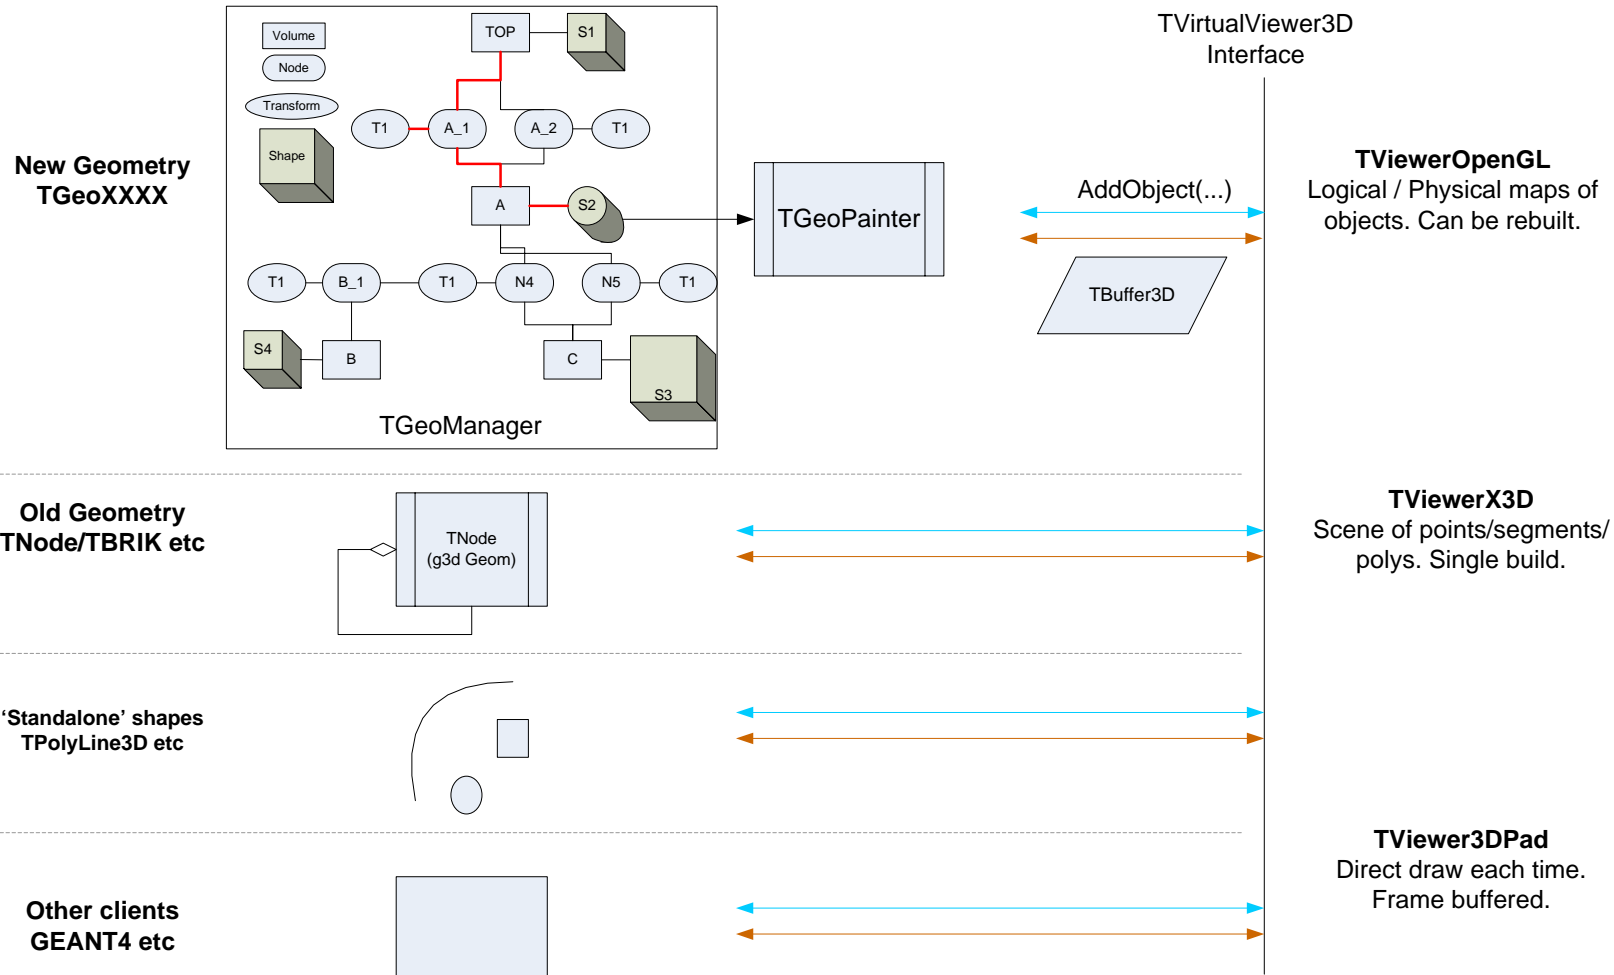 TVirtualViewer3D
Interface
Volume
Node
Transform
Shape
TOP
S1
T1
A_1
A_2
T1
A
S2
T1
B_1
T1
N4
N5
T1
S4
B
C
S3
TGeoManager
New Geometry
TGeoXXXX
TGeoPainter
AddObject(...)
TBuffer3D
TViewerOpenGL
Logical / Physical maps of
objects. Can be rebuilt.
Old Geometry
TNode/TBRIK etc
TNode
(g3d Geom)
TViewerX3D
Scene of points/segments/
polys. Single build.
‘Standalone’ shapes
TPolyLine3D etc
TViewer3DPad
Direct draw each time.
Frame buffered.
Other clients
GEANT4 etc